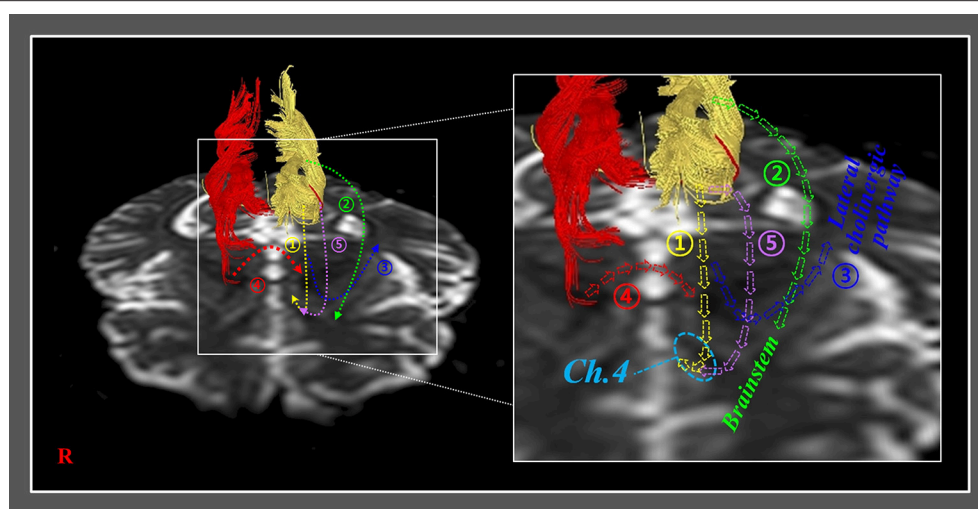 ①
②
③
④
⑤
R
①
②
③
④
⑤
Lateral
cholinergic
pathway
Ch.4
Brainstem